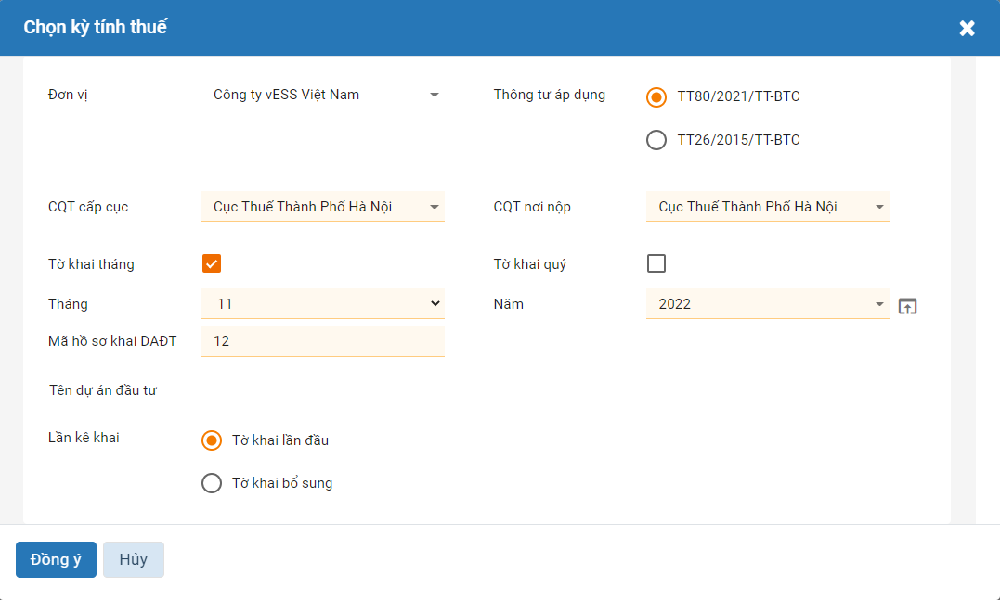 Chọn kỳ tính thuế
Đơn vị Công ty vESS Việt Nam Thông tư áp dụng TT80/2021/TT-BTC
TT26/2015/TT-BTC
CQT cấp cục Cục Thuế Thành Phố Hà Nội CQT nơi nộp Cục Thuế Thành Phố Hà Nội
Tờ khai tháng Tờ khai quý
Tháng 11 Năm 2022
Mã hồ sơ khai DAĐT 12
Tên dự án đầu tư
Lần kê khai Tờ khai lần đầu
Tờ khai bổ sung
Đồng ý Hủy